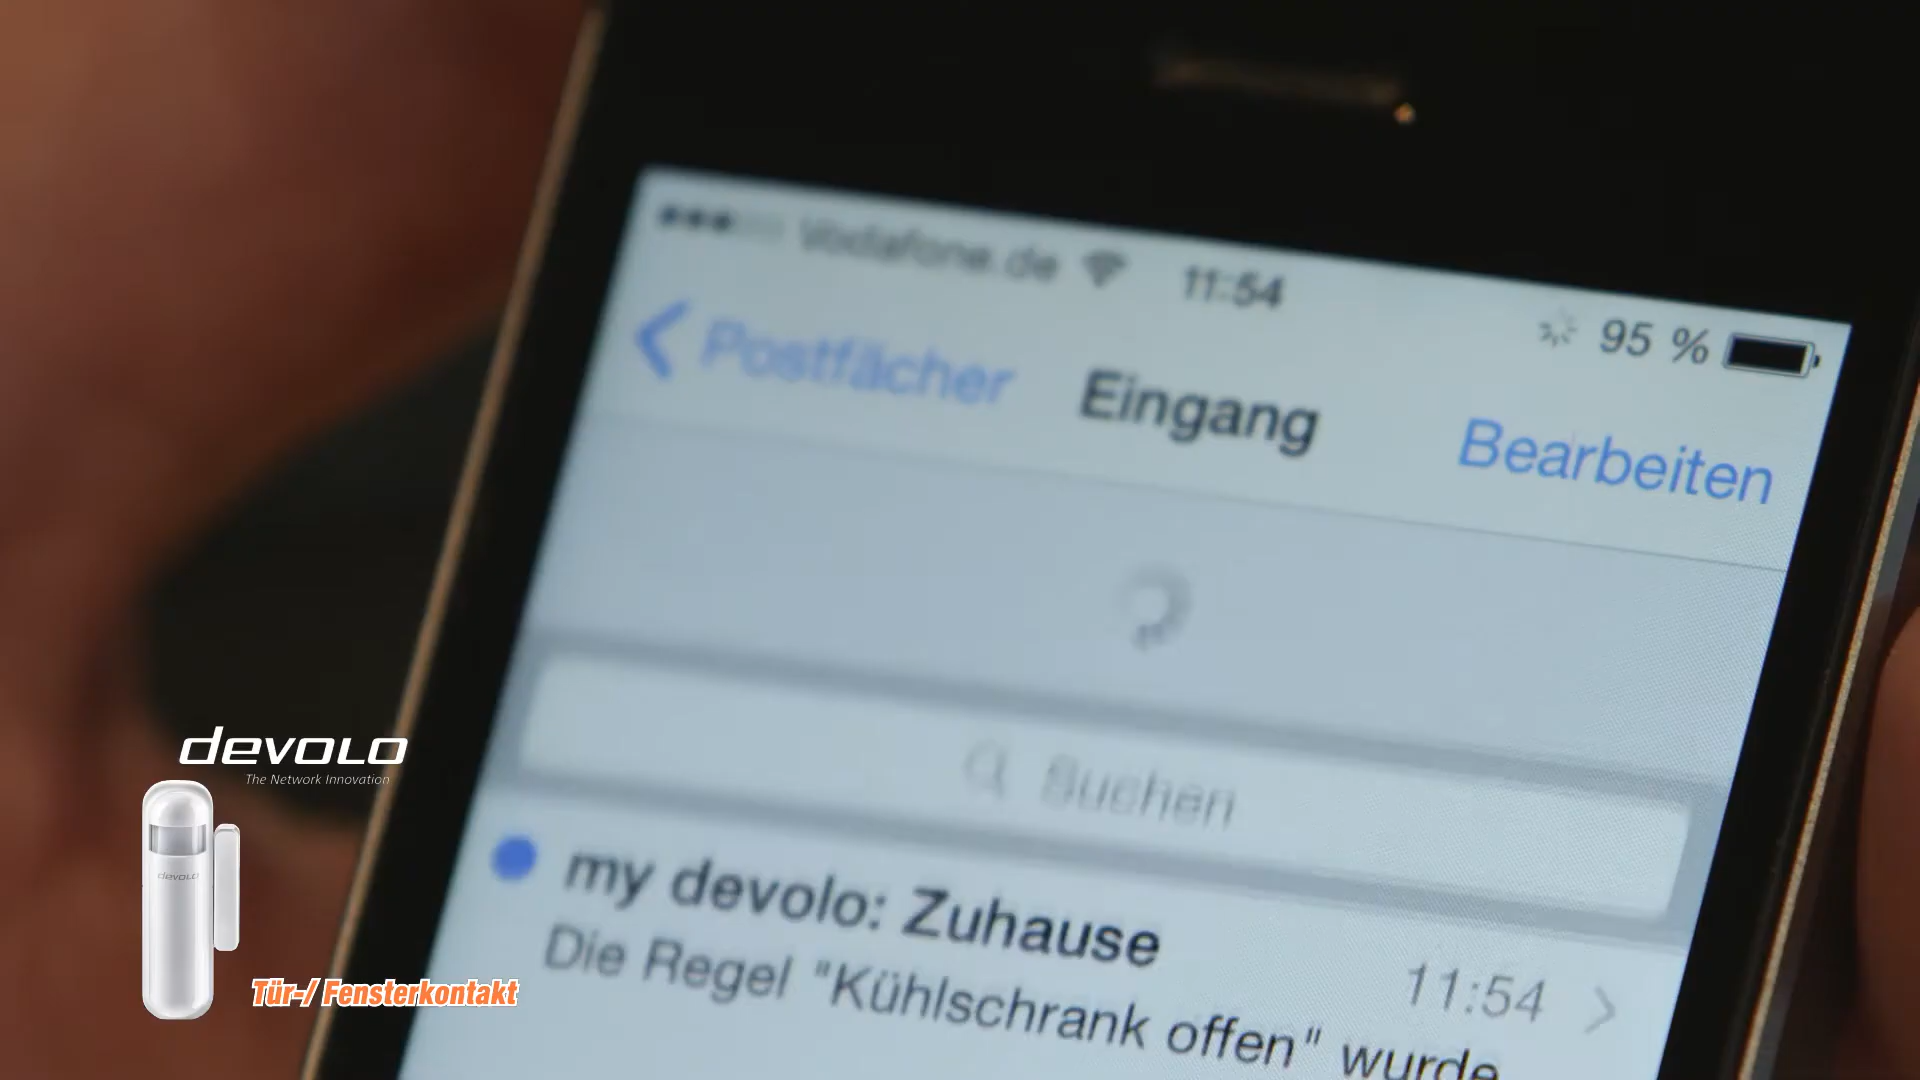 Vodafone.de 11:54 95 %
Postfächer Eingang Bearbeiten
Suchen
my devolo: Zuhause
11:54
Die Regel "Kühlschrank offen" wurde
devolo
The Network Innovation
devolo
Tür-/ Fensterkontakt